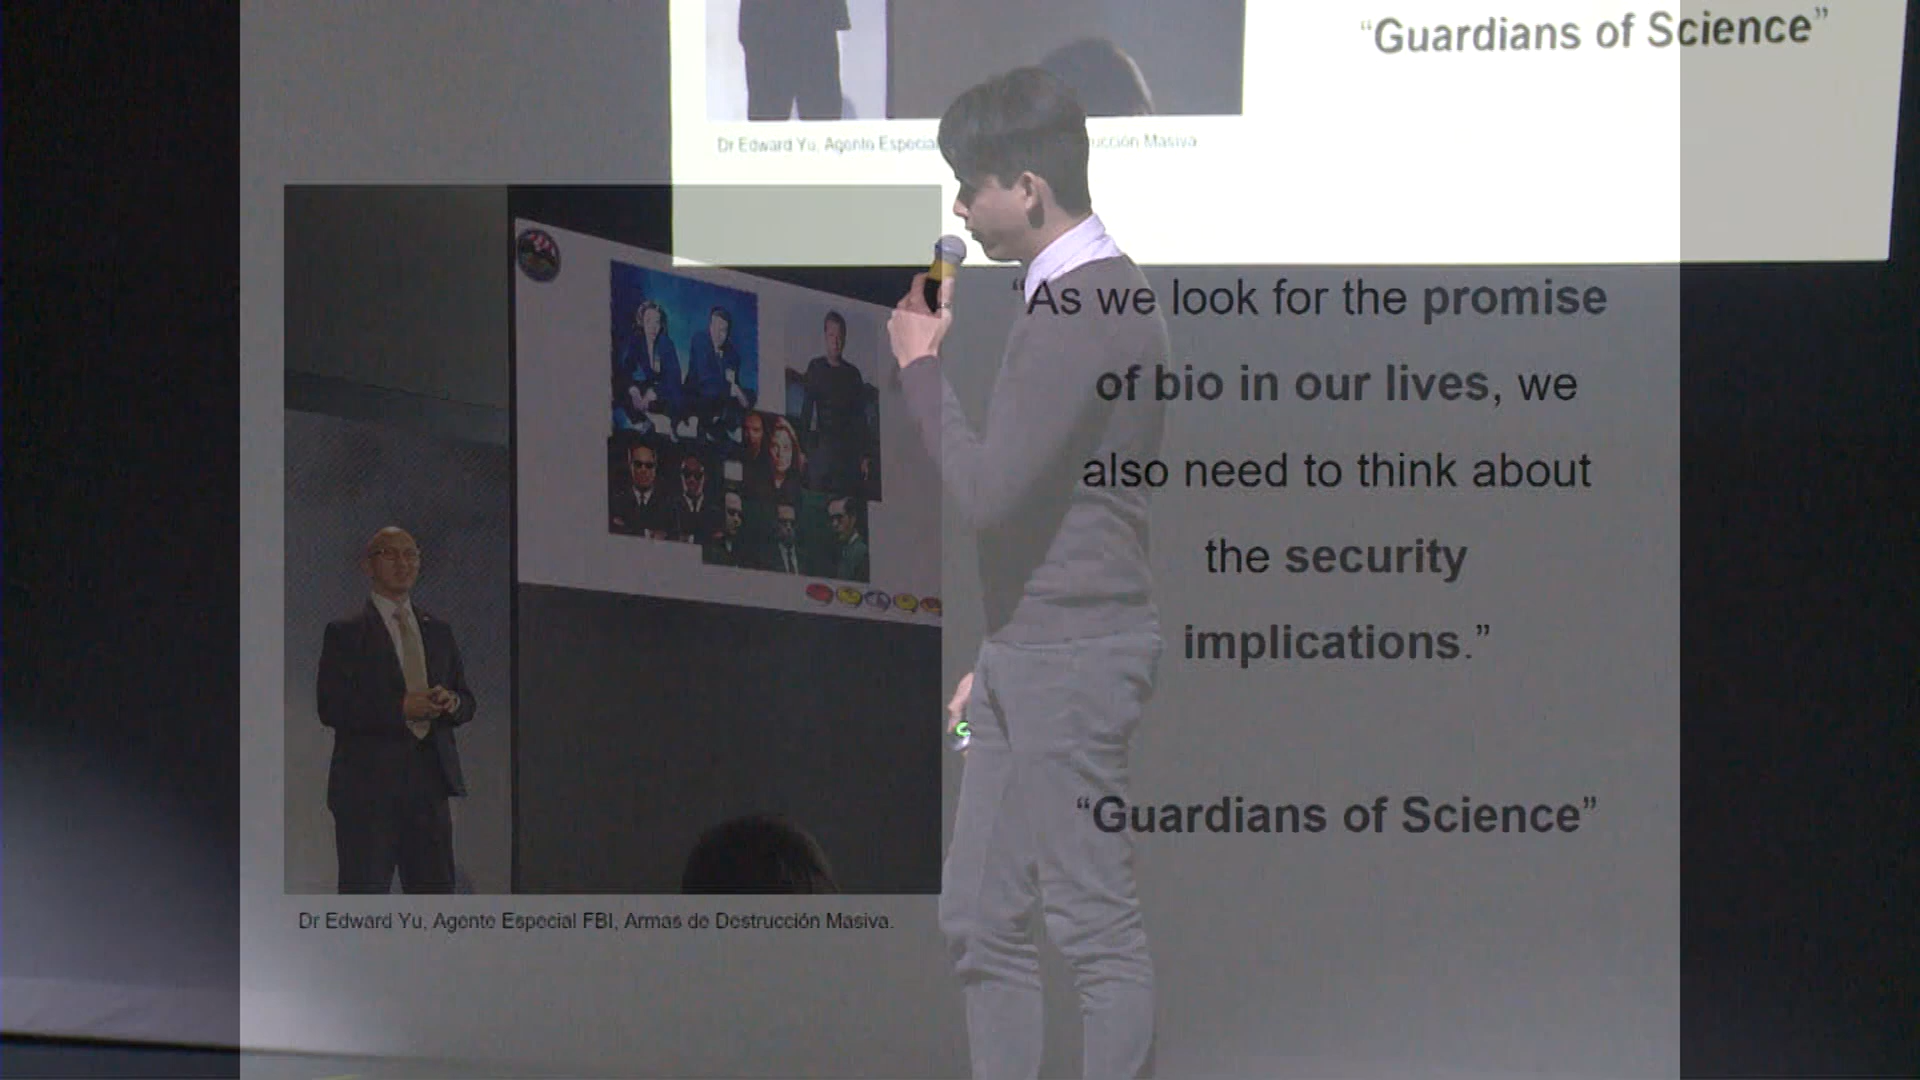 “Guardians of Science”
Dr Edward Yu, Agente Especial
ucción Masiva
“As we look for the promise
of bio in our lives, we
also need to think about
the security
implications.”
“Guardians of Science”
Dr Edward Yu, Agente Especial FBI, Armas de Destrucción Masiva.